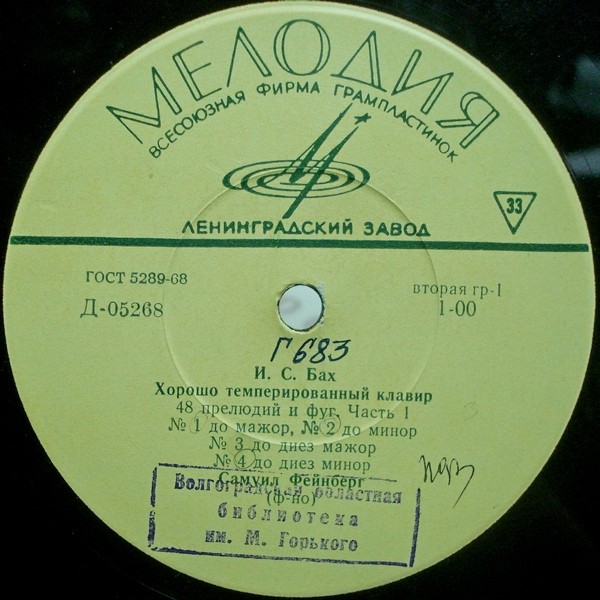 МЕЛОДИЯ
ВСЕСОЮЗНАЯ ФИРМА ГРАМПЛАСТИНОК
ЛЕНИНГРАДСКИЙ ЗАВОД
33
ГОСТ 5289-68
Д-05268
вторая гр-1
1-00
Г 683
И. С. Бах
Хорошо темперированный клавир
48 прелюдий и фуг. Часть 1
№ 1 до мажор, № 2 до минор
№ 3 до диез мажор
№ 4 до диез минор
Самуил Фейнберг
(ф-но)
Волгоградская областная
библиотека
им. М. Горького